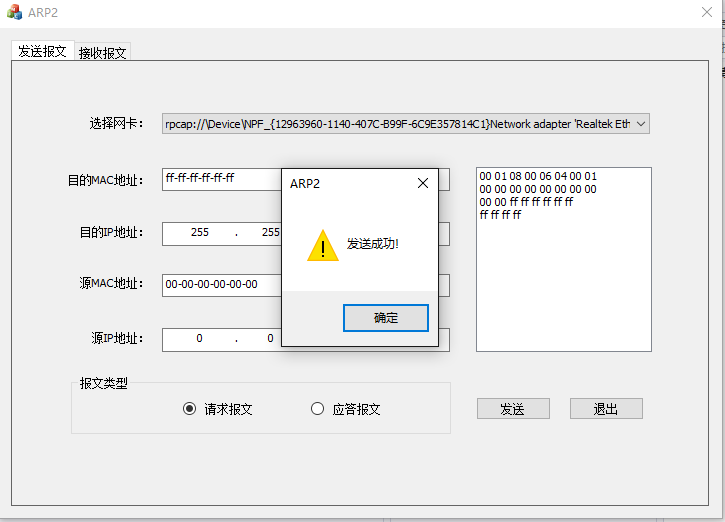 ARP2
发送报文
接收报文
选择网卡：
rpcap://\Device\NPF_{12963960-1140-407C-B99F-6C9E357814C1}Network adapter 'Realtek Eth
目的MAC地址：
ff-ff-ff-ff-ff-ff
目的IP地址：
255 . 255
源MAC地址：
00-00-00-00-00-00
源IP地址：
0 . 0
00 01 08 00 06 04 00 01
00 00 00 00 00 00 00 00
00 00 ff ff ff ff ff ff
ff ff ff ff
ARP2
发送成功!
确定
报文类型
请求报文
应答报文
发送
退出